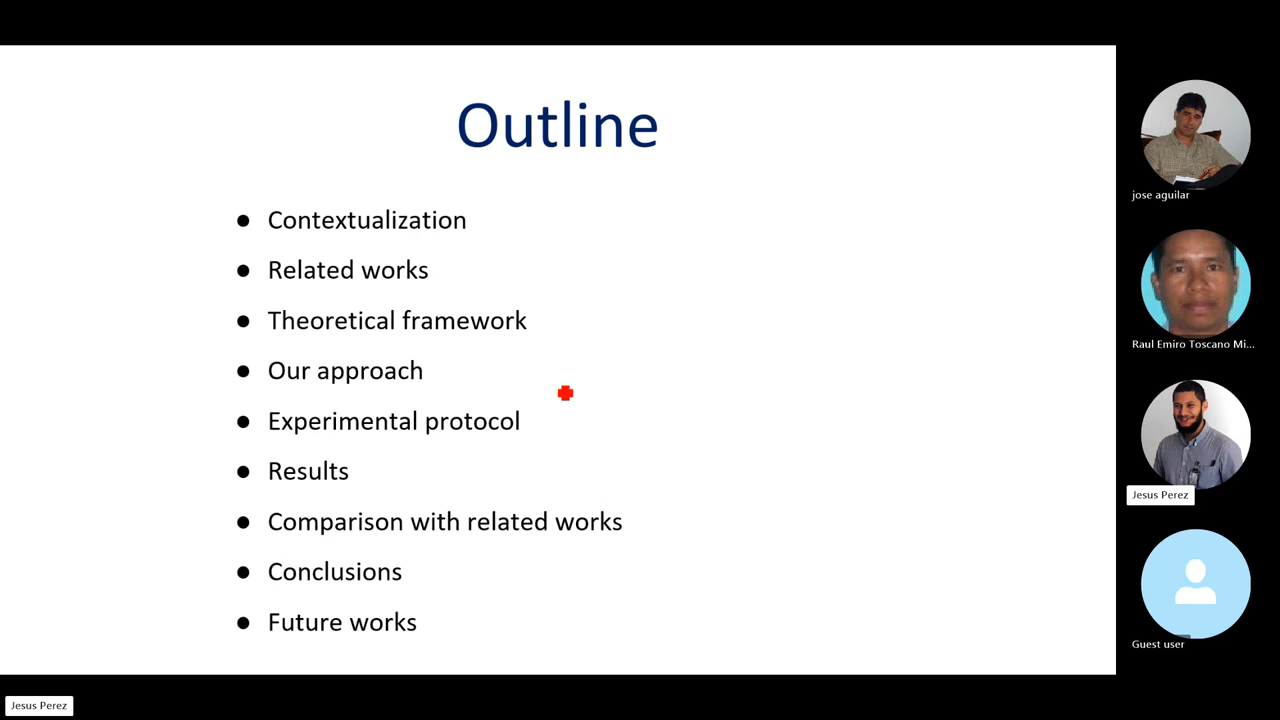 Outline
● Contextualization
● Related works
● Theoretical framework
● Our approach
● Experimental protocol
● Results
● Comparison with related works
● Conclusions
● Future works
jose aguilar
Raul Emiro Toscano Mi...
Jesus Perez
Guest user
Jesus Perez